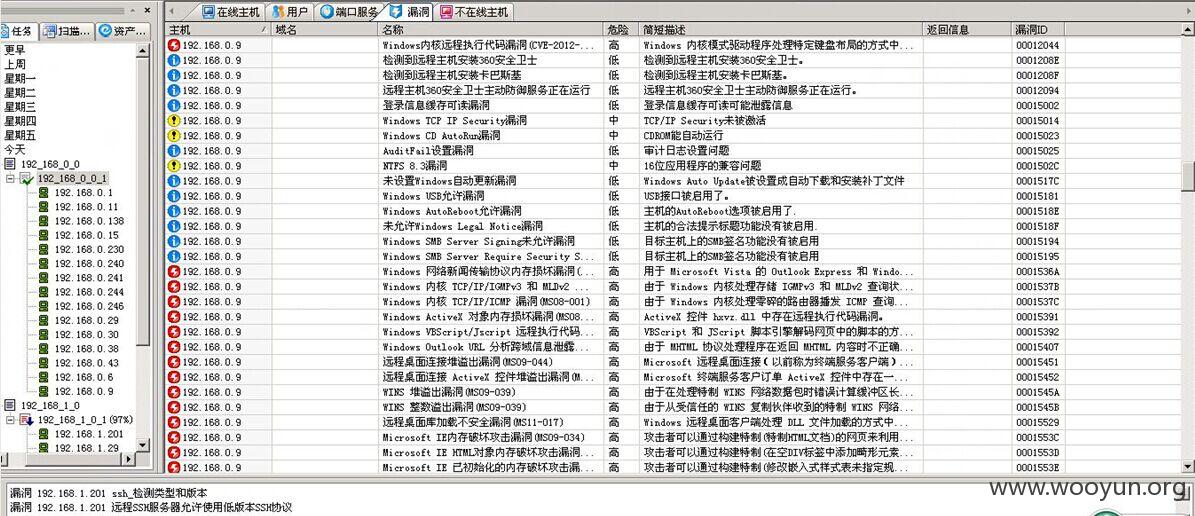 在线主机 用户 端口服务 漏洞 不在线主机
任务 扫描... 资产...
更早
上周
星期一
星期二
星期三
星期四
星期五
今天
192_168_0_0
192_168_0_0_1
192.168.0.1
192.168.0.11
192.168.0.138
192.168.0.15
192.168.0.230
192.168.0.240
192.168.0.241
192.168.0.244
192.168.0.246
192.168.0.29
192.168.0.30
192.168.0.38
192.168.0.43
192.168.0.6
192.168.0.9
192_168_1_0
192_168_1_0_1(97%)
192.168.1.201
192.168.1.29
主机 域名 名称 危险 简短描述 返回信息 漏洞ID
192.168.0.9 Windows内核远程执行代码漏洞(CVE-2012-... 高 Windows 内核模式驱动程序处理特定键盘布局的方式中... 00012044
192.168.0.9 检测到远程主机安装360安全卫士 低 检测到远程主机安装360安全卫士。 0001208E
192.168.0.9 检测到远程主机安装卡巴斯基 低 检测到远程主机安装卡巴斯基。 0001208F
192.168.0.9 远程主机360安全卫士主动防御服务正在运行 低 远程主机360安全卫士主动防御服务正在运行。 00012094
192.168.0.9 登录信息缓存可读漏洞 低 登录信息缓存可读可能泄露信息 00015002
192.168.0.9 Windows TCP IP Security漏洞 中 TCP/IP Security未被激活 00015014
192.168.0.9 Windows CD AutoRun漏洞 中 CDROM能自动运行 00015023
192.168.0.9 AuditFail设置漏洞 低 审计日志设置问题 00015025
192.168.0.9 NTFS 8.3漏洞 中 16位应用程序的兼容问题 0001502C
192.168.0.9 未设置Windows自动更新漏洞 低 Windows Auto Update被设置成自动下载和安装补丁文件 0001517C
192.168.0.9 Windows USB允许漏洞 低 USB接口被启用了。 00015181
192.168.0.9 Windows AutoReboot允许漏洞 低 主机的AutoReboot选项被启用了. 0001518E
192.168.0.9 未允许Windows Legal Notice漏洞 低 主机的合法提示标题功能没有被启用. 0001518F
192.168.0.9 Windows SMB Server Signing未允许漏洞 低 目标主机上的SMB签名功能没有被启用 00015194
192.168.0.9 Windows SMB Server Require Security S... 低 目标主机上的SMB签名功能没有被启用 00015195
192.168.0.9 Windows 网络新闻传输协议内存损坏漏洞(... 高 用于 Microsoft Vista 的 Outlook Express 和 Windo... 0001536A
192.168.0.9 Windows 内核 TCP/IP/IGMPv3 和 MLDv2 ... 高 由于 Windows 内核处理存储 IGMPv3 和 MLDv2 查询状... 0001537B
192.168.0.9 Windows 内核 TCP/IP/ICMP 漏洞(MS08-001) 高 由于 Windows 内核处理零碎的路由器播发 ICMP 查询... 0001537C
192.168.0.9 Windows ActiveX 对象内存损坏漏洞(MS08... 高 ActiveX 控件 hxvz.dll 中存在远程执行代码漏洞。 00015391
192.168.0.9 Windows VBScript/Jscript 远程执行代码... 高 VBScript 和 JScript 脚本引擎解码网页中的脚本的方... 00015392
192.168.0.9 Windows Outlook URL 分析跨域信息泄露... 高 由于 MHTML 协议处理程序在返回 MHTML 内容时不正确... 00015407
192.168.0.9 远程桌面连接堆溢出漏洞(MS09-044) 高 Microsoft 远程桌面连接(以前称为终端服务客户端)... 00015451
192.168.0.9 远程桌面连接 ActiveX 控件堆溢出漏洞(M... 高 Microsoft 终端服务客户订单 ActiveX 控件中存在一... 00015452
192.168.0.9 WINS 堆溢出漏洞(MS09-039) 高 由于在处理特制 WINS 网络数据包时错误计算缓冲区长... 0001545A
192.168.0.9 WINS 整数溢出漏洞(MS09-039) 高 由于从受信任的 WINS 复制伙伴收到的特制 WINS 网络... 0001545B
192.168.0.9 远程桌面库加载不安全漏洞(MS11-017) 高 Windows 远程桌面客户端处理 DLL 文件加载的方式中... 00015529
192.168.0.9 Microsoft IE内存破坏攻击漏洞(MS09-034) 高 攻击者可以通过构建特制(特制HTML文档)的网页来利用... 0001553C
192.168.0.9 Microsoft IE HTML对象内存破坏攻击漏洞... 高 攻击者可以通过构建特制(在空DIV标签中添加畸形元素... 0001553D
192.168.0.9 Microsoft IE 已初始化的内存破坏攻击漏... 高 攻击者可以通过构建特制(修改嵌入式样式表未指定规... 0001553E
漏洞 192.168.1.201 ssh_检测类型和版本
漏洞 192.168.1.201 远程SSH服务器允许使用低版本SSH协议
www.wooyun.org